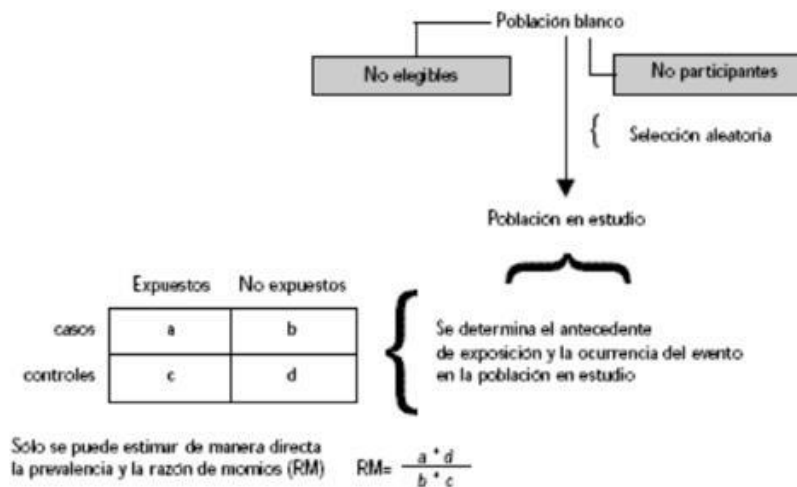 Población blanco
No elegibles
No participantes
{ Selección aleatoria
Población en estudio
Expuestos No expuestos
casos a b
controles c d
Se determina el antecedente
de exposición y la ocurrencia del evento
en la población en estudio
Sólo se puede estimar de manera directa
la prevalencia y la razón de momios (RM)
RM= a * d
b * c